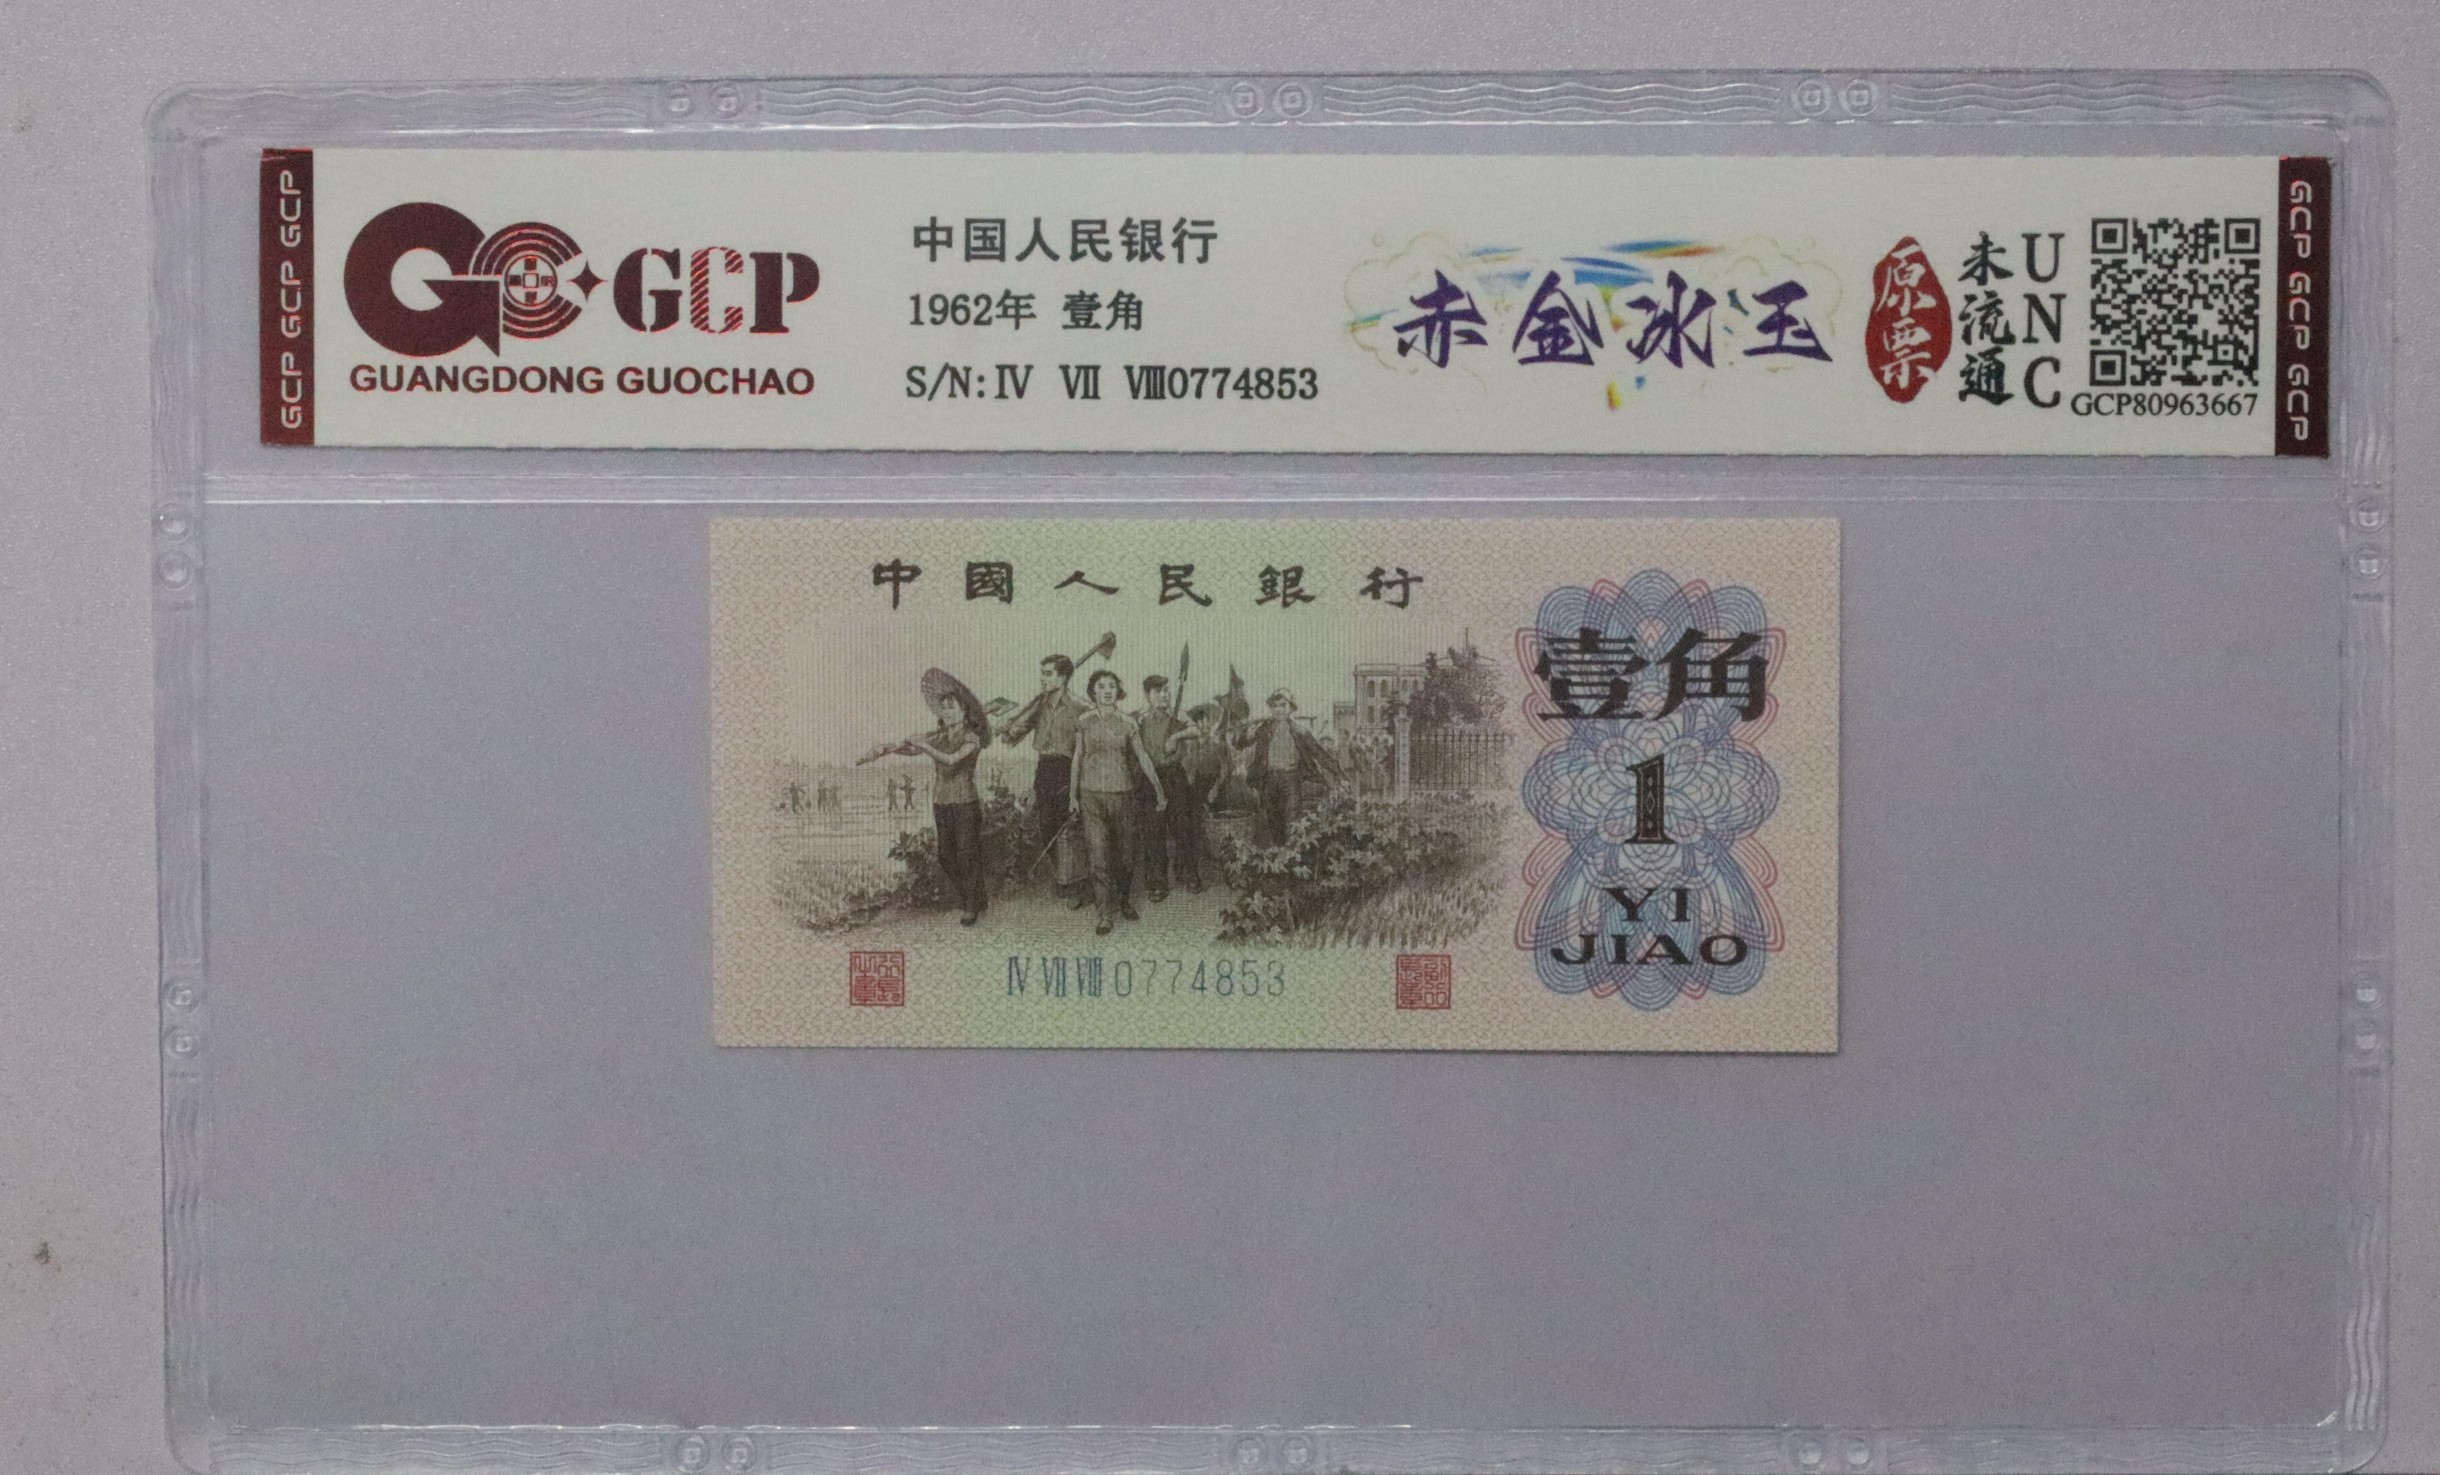 GCP GCP GCP
GCP
GUANGDONG GUOCHAO
中国人民银行
1962年 壹角
S/N:Ⅳ Ⅶ Ⅷ0774853
赤金冰玉
原票
未流通
UNC
GCP80963667
GCP GCP GCP
中國人民銀行
壹角
1
YI
JIAO
Ⅳ Ⅶ Ⅷ 0774853